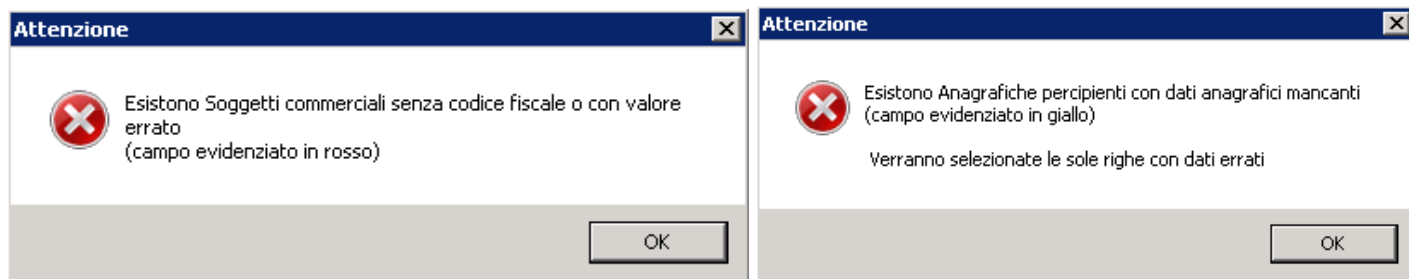 Attenzione
Esistono Soggetti commerciali senza codice fiscale o con valore
errato
(campo evidenziato in rosso)
OK
Attenzione
Esistono Anagrafiche percipienti con dati anagrafici mancanti
(campo evidenziato in giallo)
Verranno selezionate le sole righe con dati errati
OK